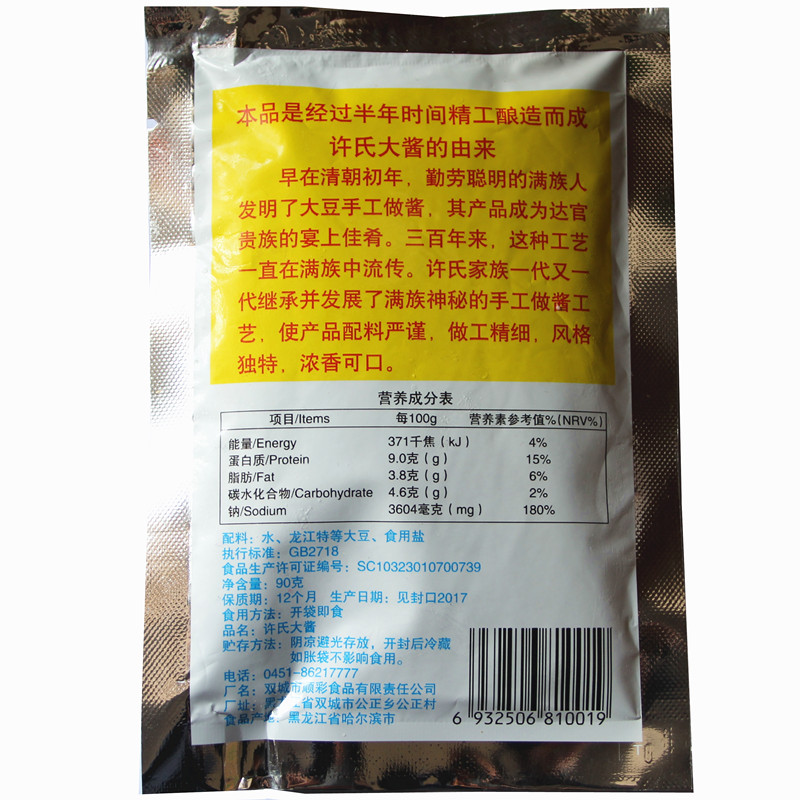 本品是经过半年时间精工酿造而成
许氏大酱的由来
早在清朝初年，勤劳聪明的满族人
发明了大豆手工做酱，其产品成为达官
贵族的宴上佳肴。三百年来，这种工艺
一直在满族中流传。许氏家族一代又一
代继承并发展了满族神秘的手工做酱工
艺，使产品配料严谨，做工精细，风格
独特，浓香可口。
营养成分表
项目/Items 每100g 营养素参考值%(NRV%)
能量/Energy 371千焦（kJ） 4%
蛋白质/Protein 9.0克（g） 15%
脂肪/Fat 3.8克（g） 6%
碳水化合物/Carbohydrate 4.6克（g） 2%
钠/Sodium 3604毫克（mg） 180%
配料：水、龙江特等大豆、食用盐
执行标准：GB2718
食品生产许可证编号：SC10323010700739
净含量：90克
保质期：12个月 生产日期：见封口2017
食用方法：开袋即食
品名：许氏大酱
贮存方法：阴凉避光存放，开封后冷藏
如胀袋不影响食用。
电话：0451-86217777
厂名：双城市顺彩食品有限责任公司
厂址：黑龙江省双城市公正乡公正村
食品产地：黑龙江省哈尔滨市
6 932506 810019